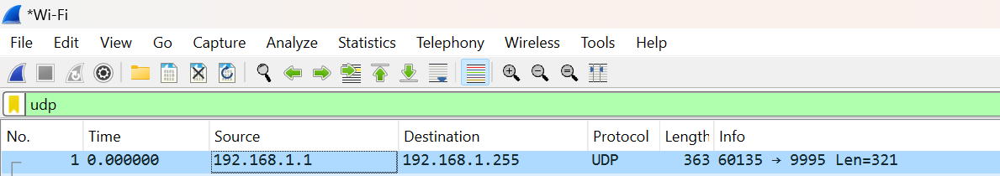 *Wi-Fi
File Edit View Go Capture Analyze Statistics Telephony Wireless Tools Help
udp
No. Time Source Destination Protocol Length Info
1 0.000000 192.168.1.1 192.168.1.255 UDP 363 60135 → 9995 Len=321